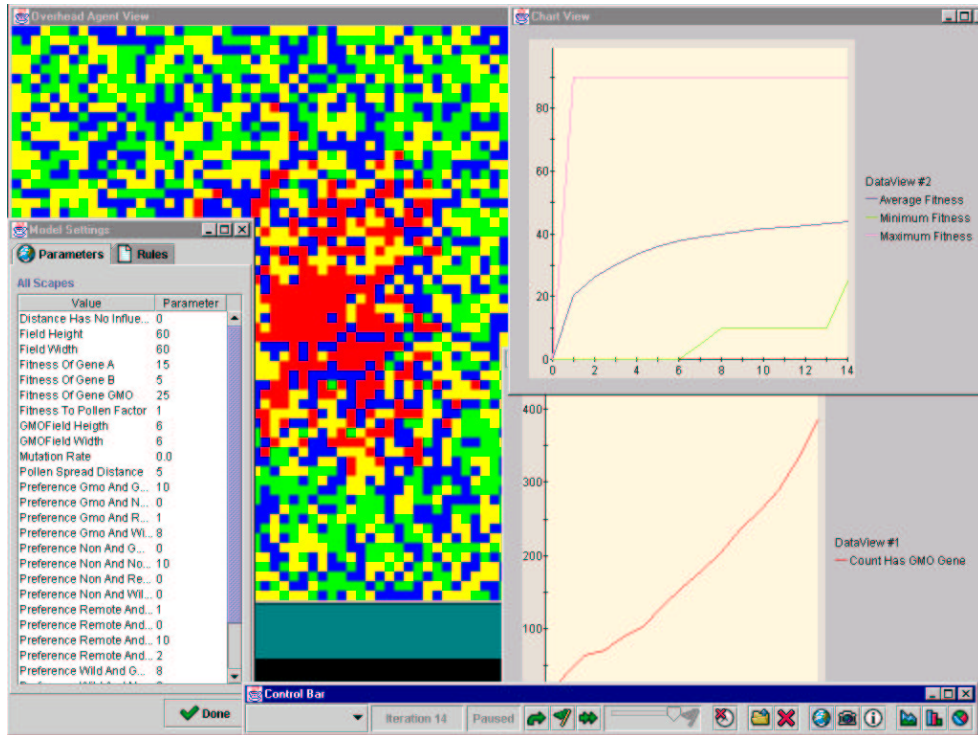 Overhead Agent View
Chart View
80
60
40
20
0
0 2 4 6 8 10 12 14
DataView #2
Average Fitness
Minimum Fitness
Maximum Fitness
Model Settings
Parameters Rules
All Scapes
Value Parameter
Distance Has No Influe... 0
Field Height 60
Field Width 60
Fitness Of Gene A 15
Fitness Of Gene B 5
Fitness Of Gene GMO 25
Fitness To Pollen Factor 1
GMOField Heigth 6
GMOField Width 6
Mutation Rate 0.0
Pollen Spread Distance 5
Preference Gmo And G... 10
Preference Gmo And N... 0
Preference Gmo And R... 1
Preference Gmo And Wi... 8
Preference Non And G... 0
Preference Non And No... 10
Preference Non And Re... 0
Preference Non And Wil... 0
Preference Remote And... 1
Preference Remote And... 0
Preference Remote And... 10
Preference Remote And... 2
Preference Wild And G... 8
Done
400
300
200
100
DataView #1
Count Has GMO Gene
Control Bar
Iteration 14 Paused